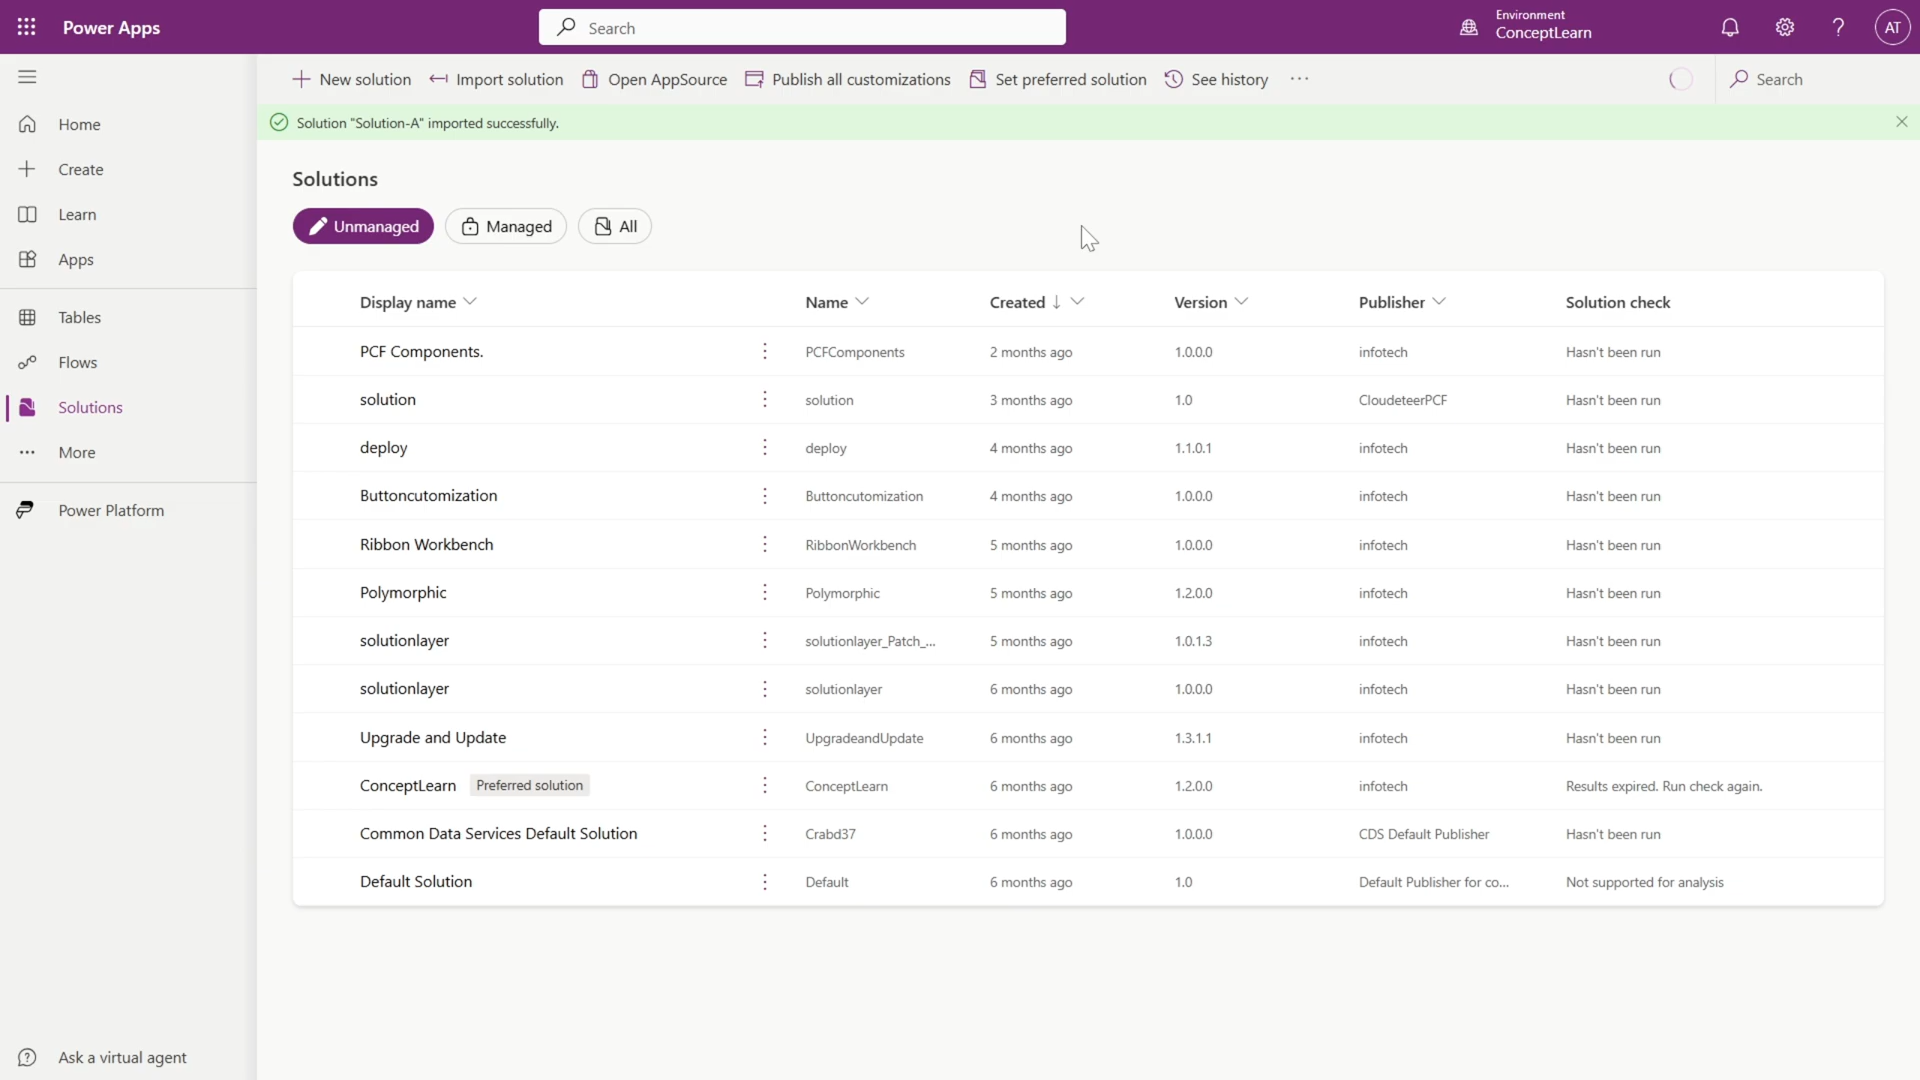 Power Apps
Search
Environment
ConceptLearn
?
AT
New solution
Import solution
Open AppSource
Publish all customizations
Set preferred solution
See history
Search
Solution "Solution-A" imported successfully.
Home
Create
Learn
Apps
Tables
Flows
Solutions
More
Power Platform
Ask a virtual agent
Solutions
Unmanaged
Managed
All
Display name Name Created Version Publisher Solution check
PCF Components. PCFComponents 2 months ago 1.0.0.0 infotech Hasn't been run
solution solution 3 months ago 1.0 CloudeteerPCF Hasn't been run
deploy deploy 4 months ago 1.1.0.1 infotech Hasn't been run
Buttoncutomization Buttoncutomization 4 months ago 1.0.0.0 infotech Hasn't been run
Ribbon Workbench RibbonWorkbench 5 months ago 1.0.0.0 infotech Hasn't been run
Polymorphic Polymorphic 5 months ago 1.2.0.0 infotech Hasn't been run
solutionlayer solutionlayer_Patch_... 5 months ago 1.0.1.3 infotech Hasn't been run
solutionlayer solutionlayer 6 months ago 1.0.0.0 infotech Hasn't been run
Upgrade and Update UpgradeandUpdate 6 months ago 1.3.1.1 infotech Hasn't been run
ConceptLearn Preferred solution ConceptLearn 6 months ago 1.2.0.0 infotech Results expired. Run check again.
Common Data Services Default Solution Crabd37 6 months ago 1.0.0.0 CDS Default Publisher Hasn't been run
Default Solution Default 6 months ago 1.0 Default Publisher for co... Not supported for analysis